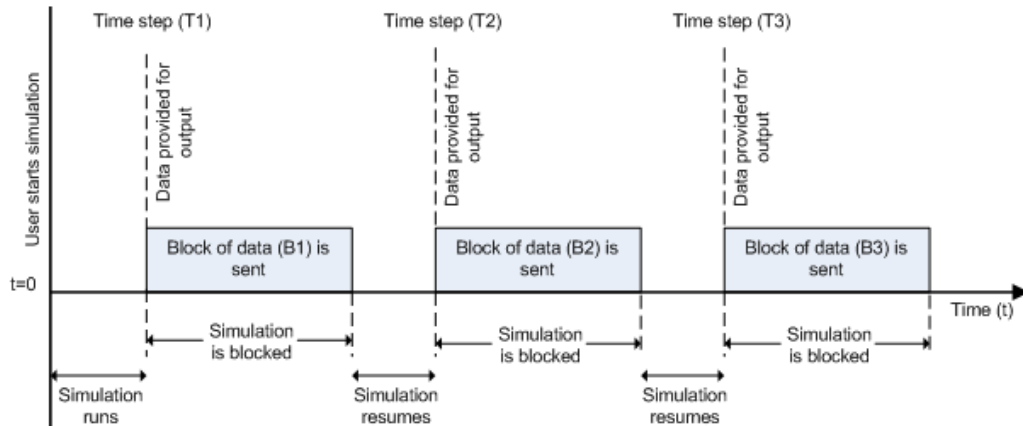 Time step (T1)
Time step (T2)
Time step (T3)
User starts simulation
Data provided for
output
Data provided for
output
Data provided for
output
Block of data (B1) is
sent
Block of data (B2) is
sent
Block of data (B3) is
sent
t=0
Time (t)
Simulation
is blocked
Simulation
is blocked
Simulation
is blocked
Simulation
runs
Simulation
resumes
Simulation
resumes